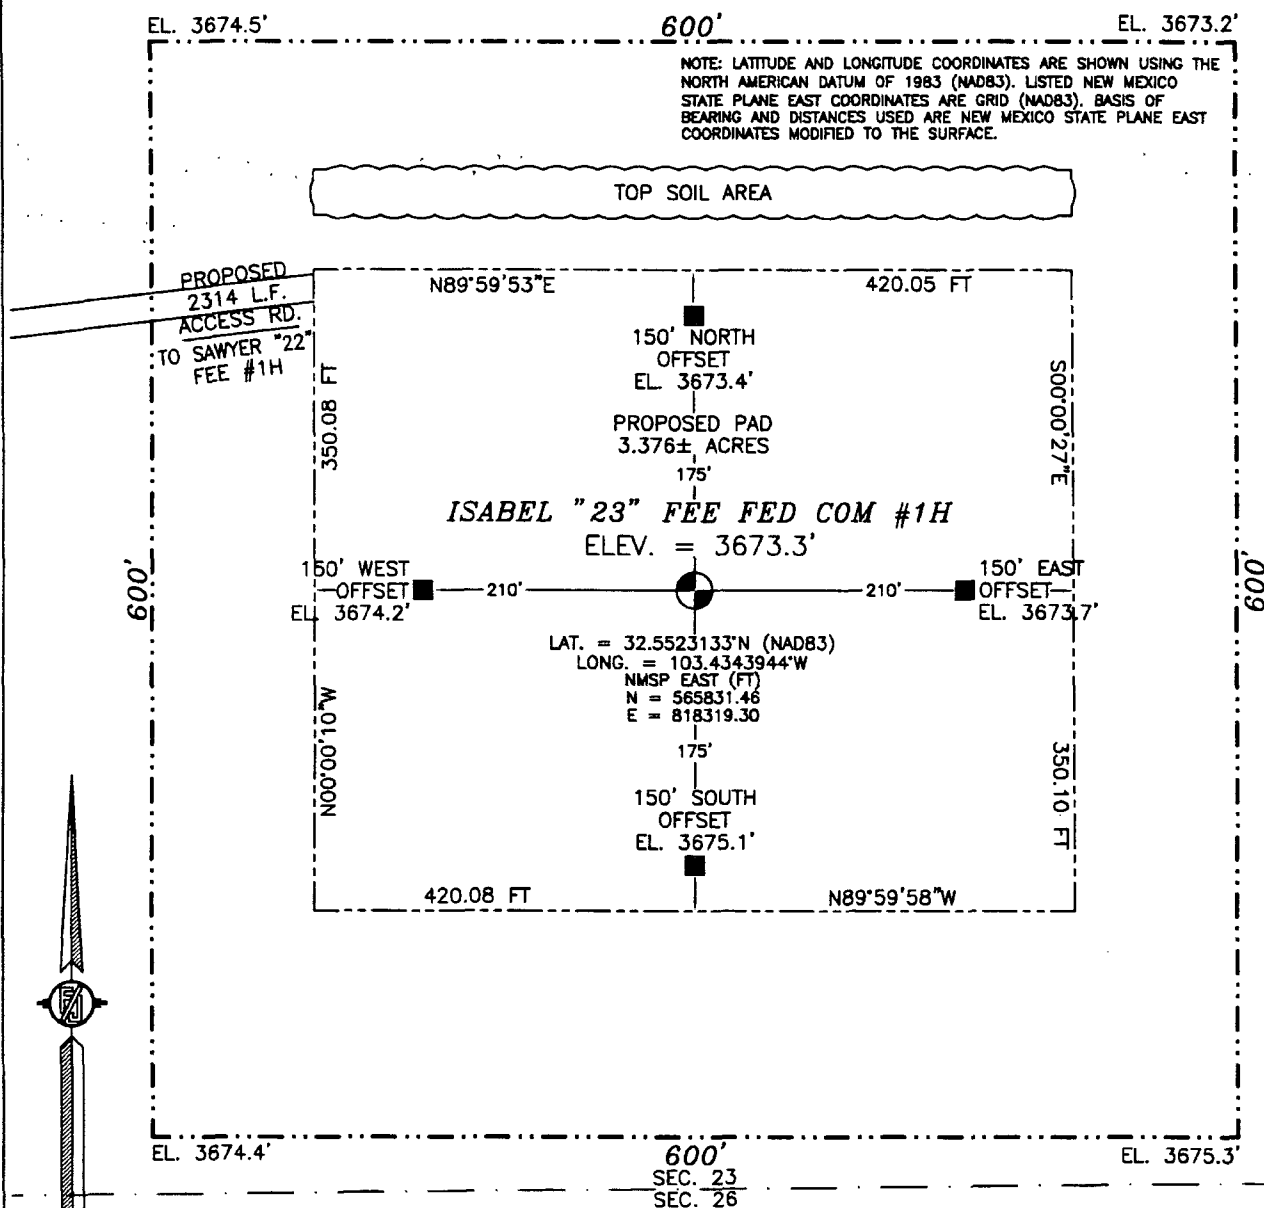 EL. 3674.5'
600'
EL. 3673.2'
NOTE: LATITUDE AND LONGITUDE COORDINATES ARE SHOWN USING THE
NORTH AMERICAN DATUM OF 1983 (NAD83). LISTED NEW MEXICO
STATE PLANE EAST COORDINATES ARE GRID (NAD83). BASIS OF
BEARING AND DISTANCES USED ARE NEW MEXICO STATE PLANE EAST
COORDINATES MODIFIED TO THE SURFACE.
TOP SOIL AREA
PROPOSED
2314 L.F.
ACCESS RD.
TO SAWYER "22"
FEE #1H
N89°59'53"E
420.05 FT
150' NORTH
OFFSET
EL. 3673.4'
350.08 FT
S00°00'27"E
PROPOSED PAD
3.376± ACRES
175'
ISABEL "23" FEE FED COM #1H
ELEV. = 3673.3'
600'
150' WEST
OFFSET
EL. 3674.2'
210'
210'
150' EAST
OFFSET
EL. 3673.7'
600'
LAT. = 32.5523133°N (NAD83)
LONG. = 103.4343944°W
NMSP EAST (FT)
N = 565831.46
E = 818319.30
N00°00'10"W
175'
350.10 FT
150' SOUTH
OFFSET
EL. 3675.1'
420.08 FT
N89°59'58"W
EL. 3674.4'
600'
EL. 3675.3'
SEC. 23
SEC. 26